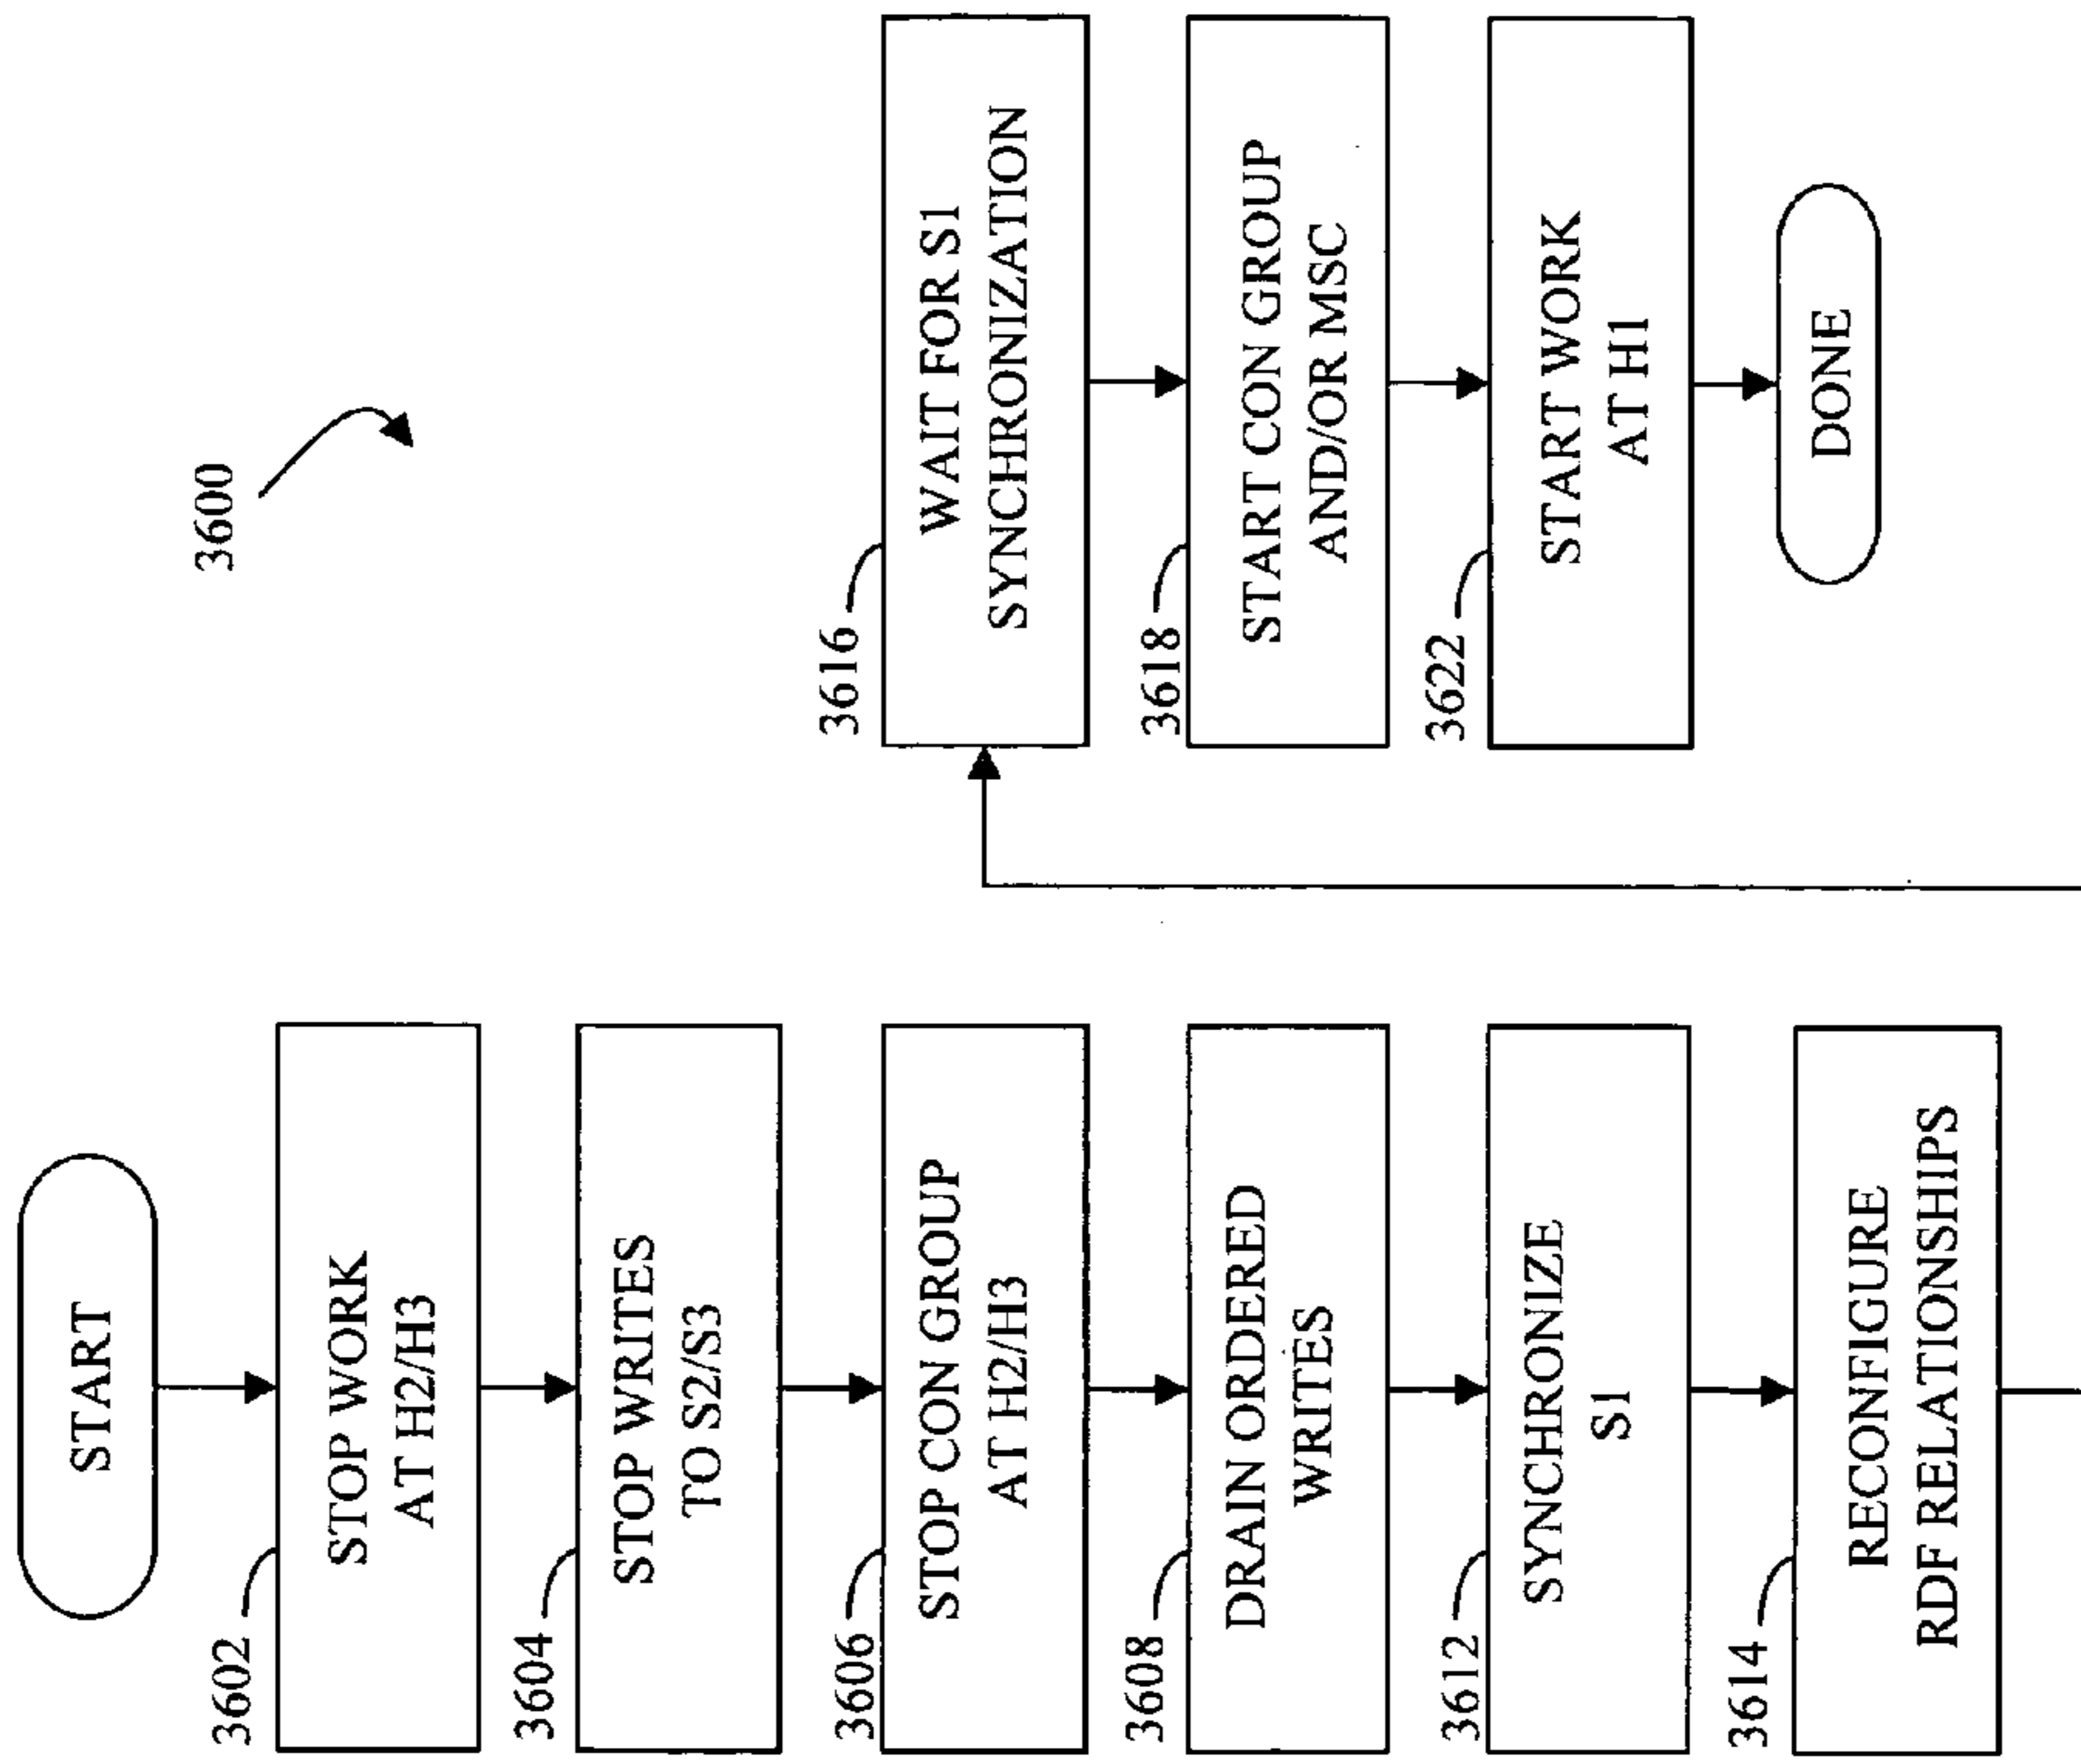 3600
START
3602
STOP WORK
AT H2/H3
3604
STOP WRITES
TO S2/S3
3606
STOP CON GROUP
AT H2/H3
3608
DRAIN ORDERED
WRITES
3612
SYNCHRONIZE
S1
3614
RECONFIGURE
RDF RELATIONSHIPS
3616
WAIT FOR S1
SYNCHRONIZATION
3618
START CON GROUP
AND/OR MSC
3622
START WORK
AT H1
DONE